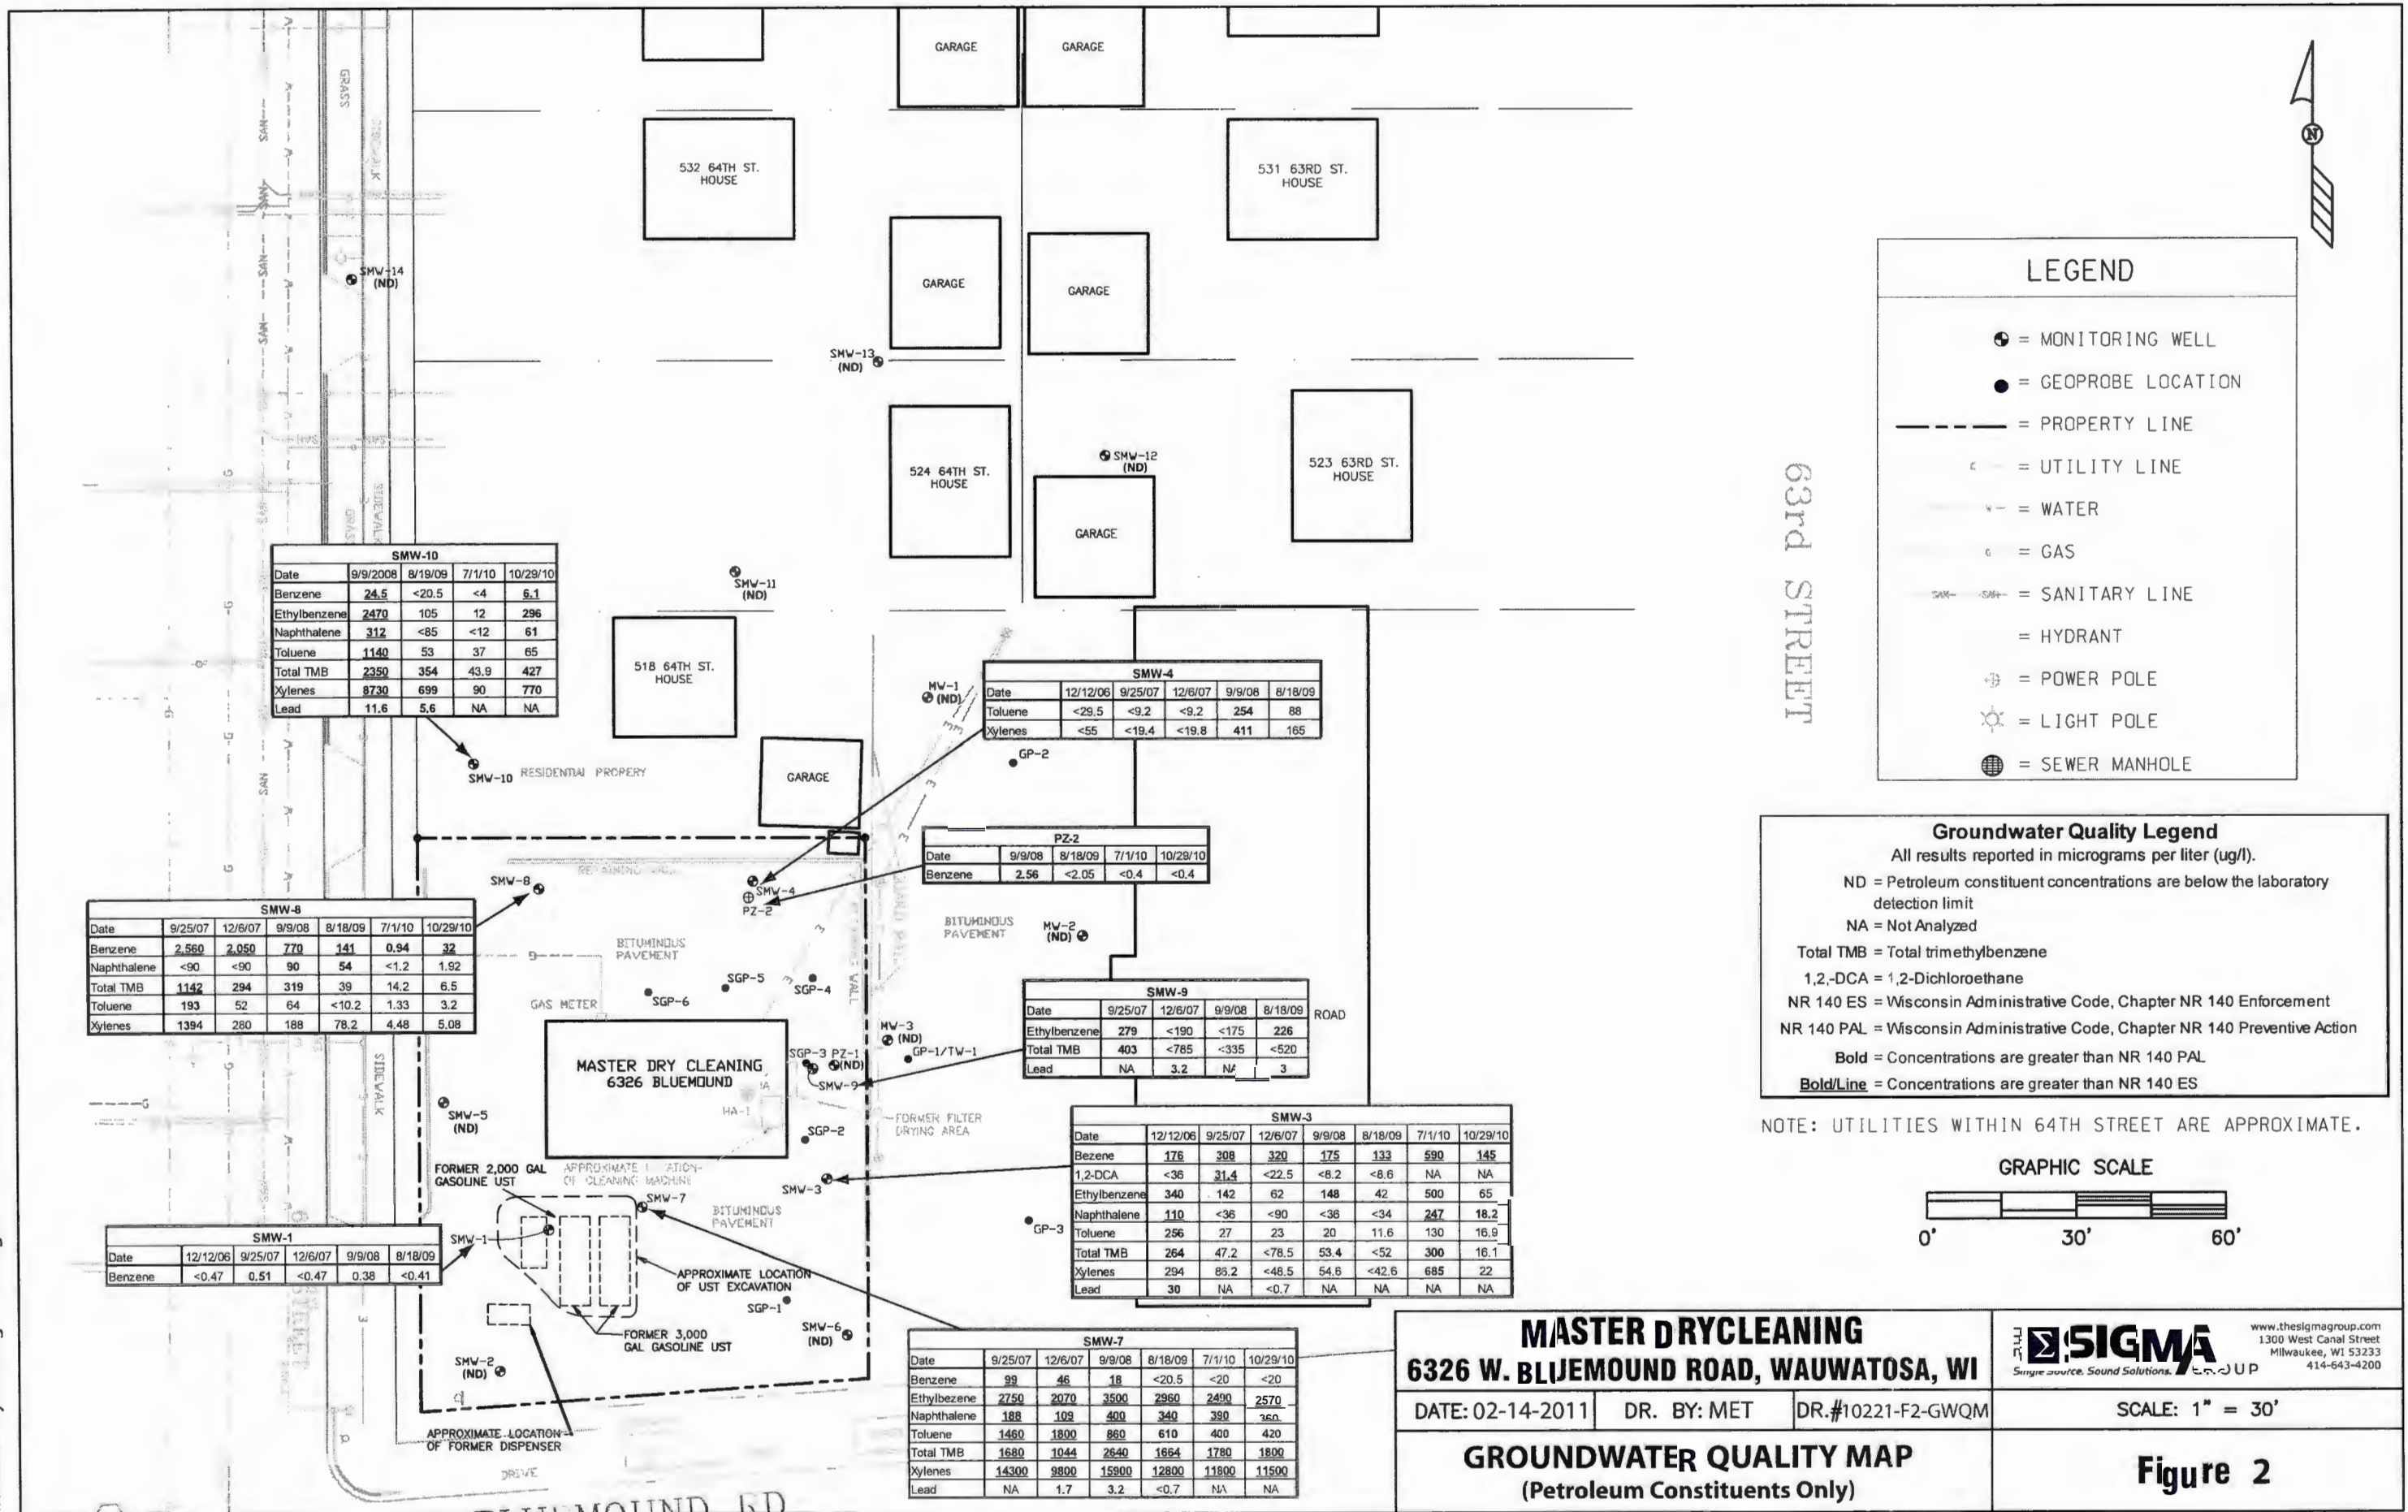 GARAGE
GARAGE
GRASS
SIDEWALK
SAN
SAN
SAN
SAN
SAN
532 64TH ST.
HOUSE
531 63RD ST.
HOUSE
N
SMW-14
(ND)
GARAGE
GARAGE
SMW-13
(ND)
524 64TH ST.
HOUSE
SMW-12
(ND)
523 63RD ST.
HOUSE
GARAGE
63rd STREET
SIDEWALK
LEGEND
= MONITORING WELL
= GEOPROBE LOCATION
= PROPERTY LINE
= UTILITY LINE
= WATER
G = GAS
SAN SAN = SANITARY LINE
= HYDRANT
= POWER POLE
= LIGHT POLE
= SEWER MANHOLE
SMW-10
Date 9/9/2008 8/19/09 7/1/10 10/29/10
Benzene 24.5 <20.5 <4 6.1
Ethylbenzene 2470 105 12 296
Naphthalene 312 <85 <12 61
Toluene 1140 53 37 65
Total TMB 2350 354 43.9 427
Xylenes 8730 699 90 770
Lead 11.6 5.6 NA NA
SMW-11
(ND)
518 64TH ST.
HOUSE
MW-1
(ND)
SMW-4
Date 12/12/06 9/25/07 12/6/07 9/9/08 8/18/09
Toluene <29.5 <9.2 <9.2 254 88
Xylenes <55 <19.4 <19.8 411 165
GP-2
SMW-10
RESIDENTIAL PROPERY
GARAGE
PZ-2
Date 9/9/08 8/18/09 7/1/10 10/29/10
Benzene 2.56 <2.05 <0.4 <0.4
Groundwater Quality Legend
All results reported in micrograms per liter (ug/l).
ND = Petroleum constituent concentrations are below the laboratory
detection limit
NA = Not Analyzed
Total TMB = Total trimethylbenzene
1,2,-DCA = 1,2-Dichloroethane
NR 140 ES = Wisconsin Administrative Code, Chapter NR 140 Enforcement
NR 140 PAL = Wisconsin Administrative Code, Chapter NR 140 Preventive Action
Bold = Concentrations are greater than NR 140 PAL
Bold/Line = Concentrations are greater than NR 140 ES
SMW-8
SMW-4
PZ-2
SMW-8
Date 9/25/07 12/6/07 9/9/08 8/18/09 7/1/10 10/29/10
Benzene 2,560 2,050 770 141 0.94 32
Naphthalene <90 <90 90 54 <1.2 1.92
Total TMB 1142 294 319 39 14.2 6.5
Toluene 193 52 64 <10.2 1.33 3.2
Xylenes 1394 280 188 78.2 4.48 5.08
BITUMINOUS
PAVEMENT
BITUMINOUS
PAVEMENT
MW-2
(ND)
WALL
SGP-5
SGP-4
SGP-6
GAS METER
SMW-9
Date 9/25/07 12/6/07 9/9/08 8/18/09
Ethylbenzene 279 <190 <175 226
Total TMB 403 <785 <335 <520
Lead NA 3.2 NA 3
ROAD
MASTER DRY CLEANING
6326 BLUEMOUND
MW-3
(ND)
GP-1/TW-1
SGP-3
PZ-1
(ND)
SMW-9
HA-1
FORMER FILTER
DRYING AREA
SIDEWALK
SMW-5
(ND)
SGP-2
SMW-3
Date 12/12/06 9/25/07 12/6/07 9/9/08 8/18/09 7/1/10 10/29/10
Bezene 176 308 320 175 133 590 145
1,2-DCA <36 31.4 <22.5 <8.2 <8.6 NA NA
Ethylbenzene 340 142 62 148 42 500 65
Naphthalene 110 <36 <90 <36 <34 247 18.2
Toluene 256 27 23 20 11.6 130 16.9
Total TMB 264 47.2 <78.5 53.4 <52 300 16.1
Xylenes 294 86.2 <48.5 54.6 <42.6 685 22
Lead 30 NA <0.7 NA NA NA NA
NOTE: UTILITIES WITHIN 64TH STREET ARE APPROXIMATE.
GRAPHIC SCALE
0' 30' 60'
FORMER 2,000 GAL
GASOLINE UST
APPROXIMATE
OF CLEANING MACHINE
SMW-3
SMW-7
BITUMINOUS
PAVEMENT
GP-3
SMW-1
SMW-1
Date 12/12/06 9/25/07 12/6/07 9/9/08 8/18/09
Benzene <0.47 0.51 <0.47 0.38 <0.41
APPROXIMATE LOCATION
OF UST EXCAVATION
SGP-1
SMW-6
(ND)
FORMER 3,000
GAL GASOLINE UST
SMW-2
(ND)
APPROXIMATE LOCATION
OF FORMER DISPENSER
DRIVE
SMW-7
Date 9/25/07 12/6/07 9/9/08 8/18/09 7/1/10 10/29/10
Benzene 99 46 18 <20.5 <20 <20
Ethylbezene 2750 2070 3500 2960 2490 2570
Naphthalene 188 109 400 340 390 360
Toluene 1460 1800 860 610 400 420
Total TMB 1680 1044 2640 1664 1780 1800
Xylenes 14300 9800 15900 12800 11800 11500
Lead NA 1.7 3.2 <0.7 NA NA
MASTER DRYCLEANING
6326 W. BLUEMOUND ROAD, WAUWATOSA, WI
DATE: 02-14-2011 DR. BY: MET DR.#10221-F2-GWQM
GROUNDWATER QUALITY MAP
(Petroleum Constituents Only)
SIGMA
GROUP
Single Source. Sound Solutions.
www.thesigmagroup.com
1300 West Canal Street
Milwaukee, WI 53233
414-643-4200
SCALE: 1" = 30'
Figure 2